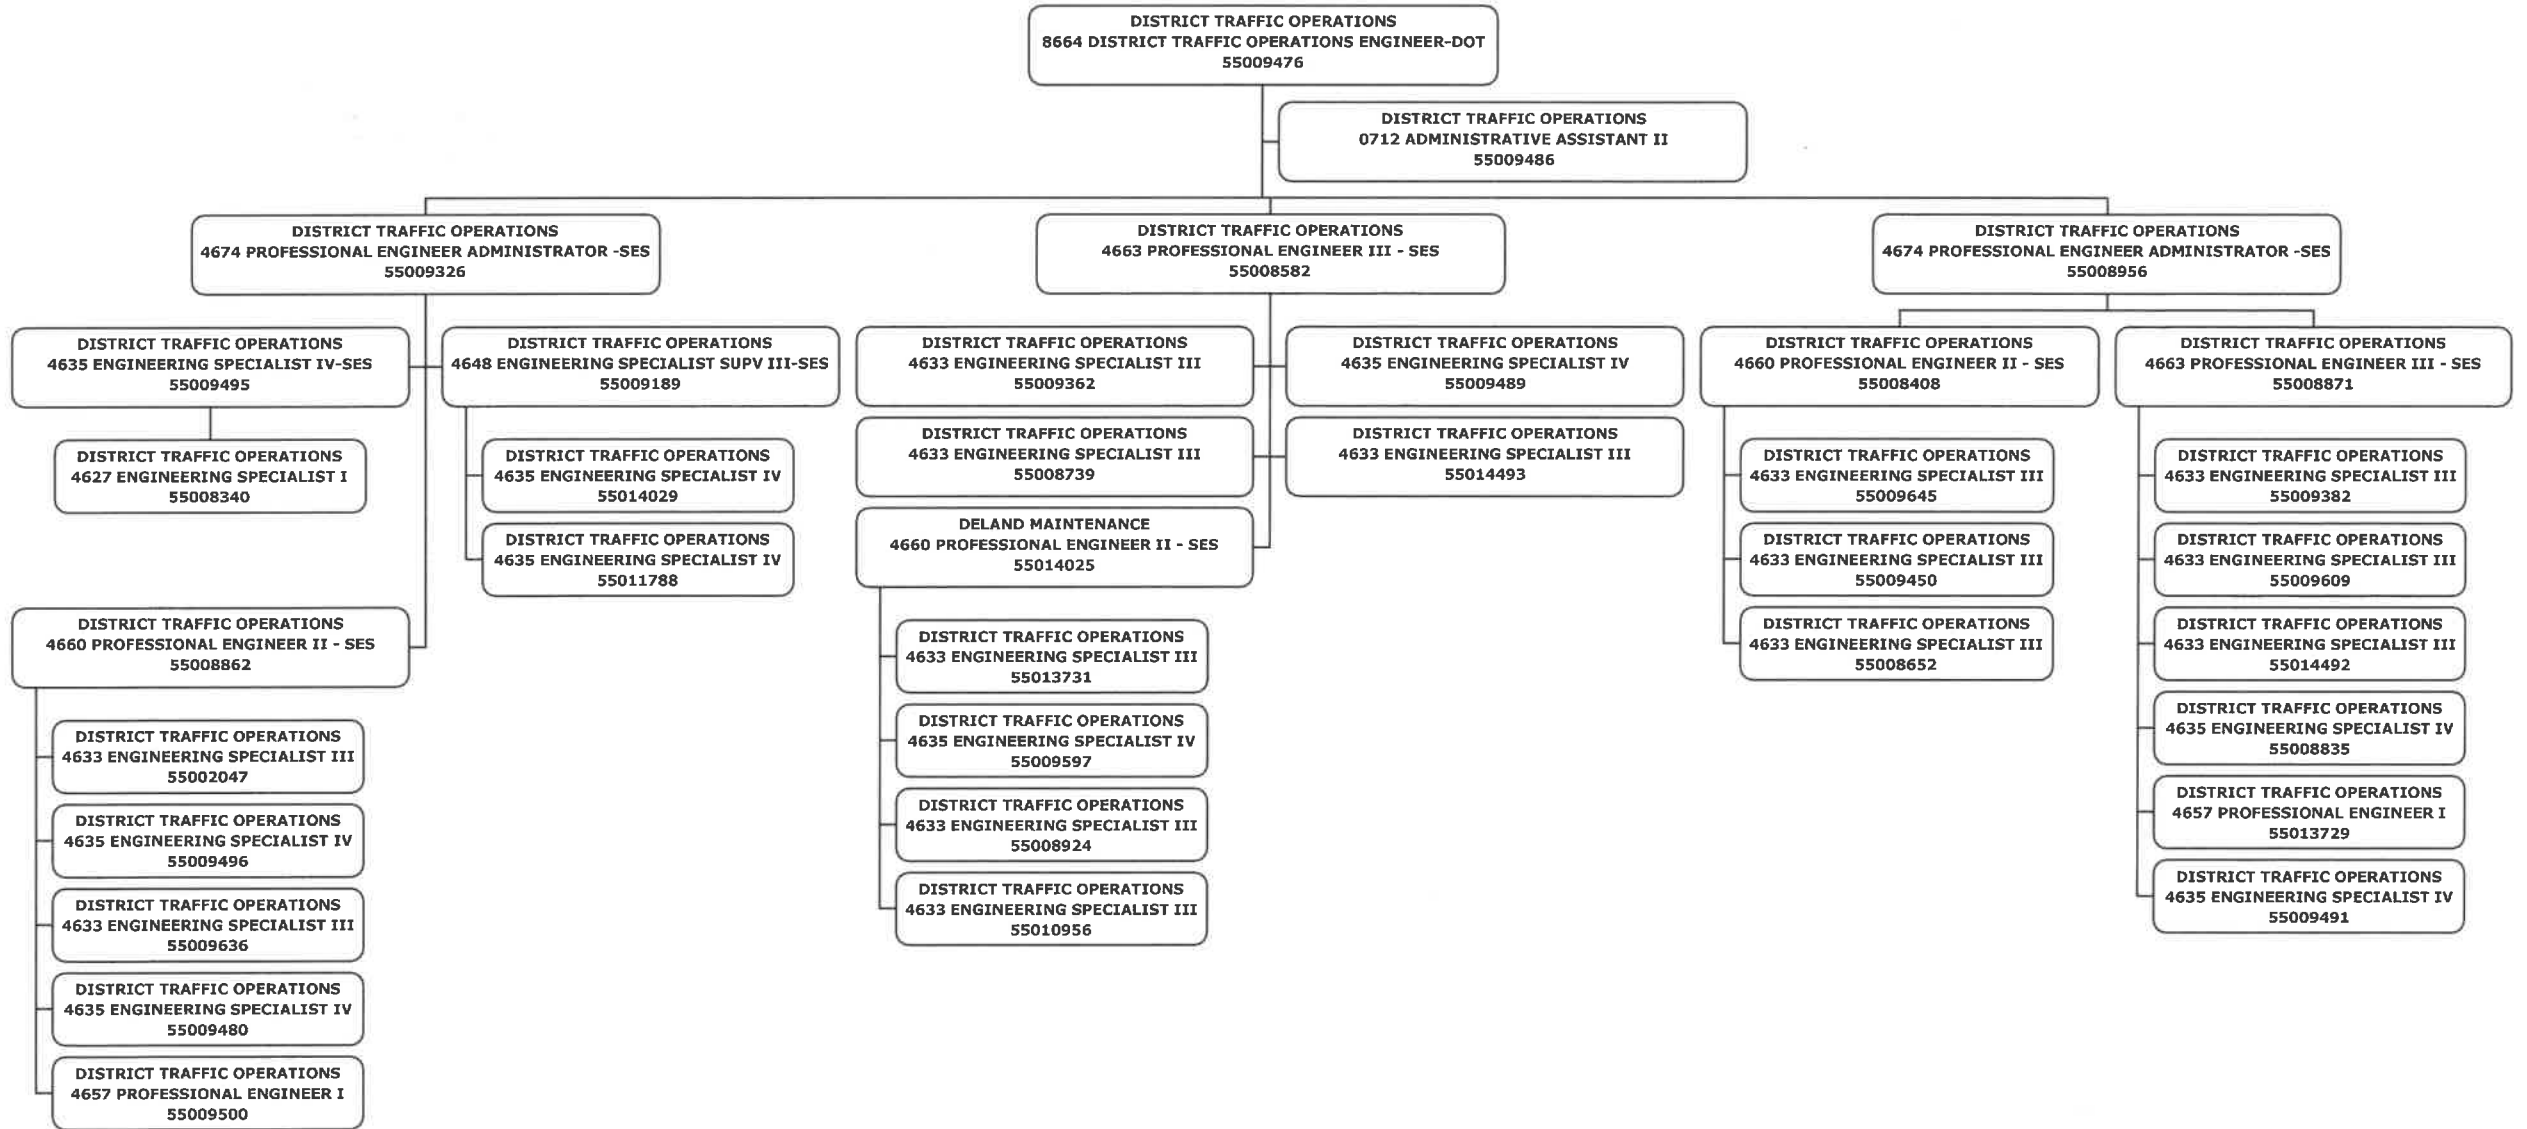 DISTRICT TRAFFIC OPERATIONS
8664 DISTRICT TRAFFIC OPERATIONS ENGINEER-DOT
55009476
DISTRICT TRAFFIC OPERATIONS
0712 ADMINISTRATIVE ASSISTANT II
55009486
DISTRICT TRAFFIC OPERATIONS
4674 PROFESSIONAL ENGINEER ADMINISTRATOR -SES
55009326
DISTRICT TRAFFIC OPERATIONS
4663 PROFESSIONAL ENGINEER III - SES
55008582
DISTRICT TRAFFIC OPERATIONS
4674 PROFESSIONAL ENGINEER ADMINISTRATOR -SES
55008956
DISTRICT TRAFFIC OPERATIONS
4635 ENGINEERING SPECIALIST IV-SES
55009495
DISTRICT TRAFFIC OPERATIONS
4648 ENGINEERING SPECIALIST SUPV III-SES
55009189
DISTRICT TRAFFIC OPERATIONS
4627 ENGINEERING SPECIALIST I
55008340
DISTRICT TRAFFIC OPERATIONS
4635 ENGINEERING SPECIALIST IV
55014029
DISTRICT TRAFFIC OPERATIONS
4635 ENGINEERING SPECIALIST IV
55011788
DISTRICT TRAFFIC OPERATIONS
4660 PROFESSIONAL ENGINEER II - SES
55008862
DISTRICT TRAFFIC OPERATIONS
4633 ENGINEERING SPECIALIST III
55002047
DISTRICT TRAFFIC OPERATIONS
4635 ENGINEERING SPECIALIST IV
55009496
DISTRICT TRAFFIC OPERATIONS
4633 ENGINEERING SPECIALIST III
55009636
DISTRICT TRAFFIC OPERATIONS
4635 ENGINEERING SPECIALIST IV
55009480
DISTRICT TRAFFIC OPERATIONS
4657 PROFESSIONAL ENGINEER I
55009500
DISTRICT TRAFFIC OPERATIONS
4633 ENGINEERING SPECIALIST III
55009362
DISTRICT TRAFFIC OPERATIONS
4635 ENGINEERING SPECIALIST IV
55009489
DISTRICT TRAFFIC OPERATIONS
4633 ENGINEERING SPECIALIST III
55008739
DISTRICT TRAFFIC OPERATIONS
4633 ENGINEERING SPECIALIST III
55014493
DELAND MAINTENANCE
4660 PROFESSIONAL ENGINEER II - SES
55014025
DISTRICT TRAFFIC OPERATIONS
4633 ENGINEERING SPECIALIST III
55013731
DISTRICT TRAFFIC OPERATIONS
4635 ENGINEERING SPECIALIST IV
55009597
DISTRICT TRAFFIC OPERATIONS
4633 ENGINEERING SPECIALIST III
55008924
DISTRICT TRAFFIC OPERATIONS
4633 ENGINEERING SPECIALIST III
55010956
DISTRICT TRAFFIC OPERATIONS
4660 PROFESSIONAL ENGINEER II - SES
55008408
DISTRICT TRAFFIC OPERATIONS
4633 ENGINEERING SPECIALIST III
55009645
DISTRICT TRAFFIC OPERATIONS
4633 ENGINEERING SPECIALIST III
55009450
DISTRICT TRAFFIC OPERATIONS
4633 ENGINEERING SPECIALIST III
55008652
DISTRICT TRAFFIC OPERATIONS
4663 PROFESSIONAL ENGINEER III - SES
55008871
DISTRICT TRAFFIC OPERATIONS
4633 ENGINEERING SPECIALIST III
55009382
DISTRICT TRAFFIC OPERATIONS
4633 ENGINEERING SPECIALIST III
55009609
DISTRICT TRAFFIC OPERATIONS
4633 ENGINEERING SPECIALIST III
55014492
DISTRICT TRAFFIC OPERATIONS
4635 ENGINEERING SPECIALIST IV
55008835
DISTRICT TRAFFIC OPERATIONS
4657 PROFESSIONAL ENGINEER I
55013729
DISTRICT TRAFFIC OPERATIONS
4635 ENGINEERING SPECIALIST IV
55009491